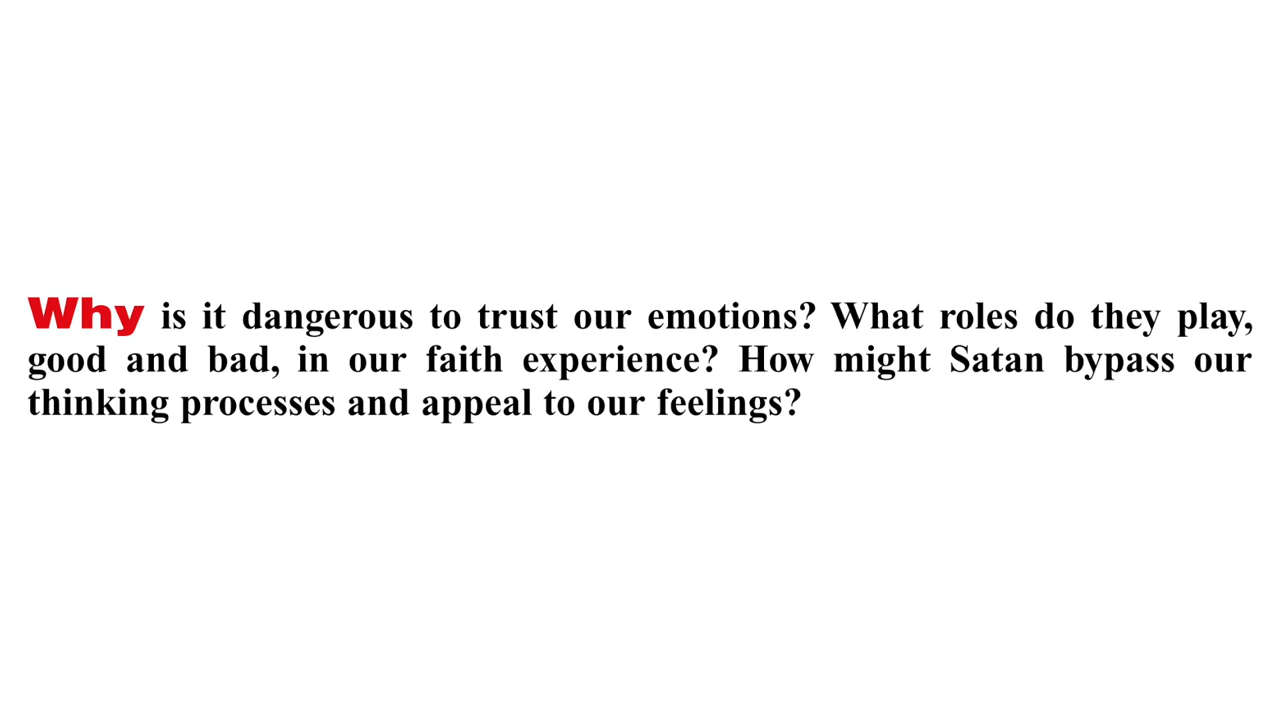 Why is it dangerous to trust our emotions? What roles do they play,
good and bad, in our faith experience? How might Satan bypass our
thinking processes and appeal to our feelings?